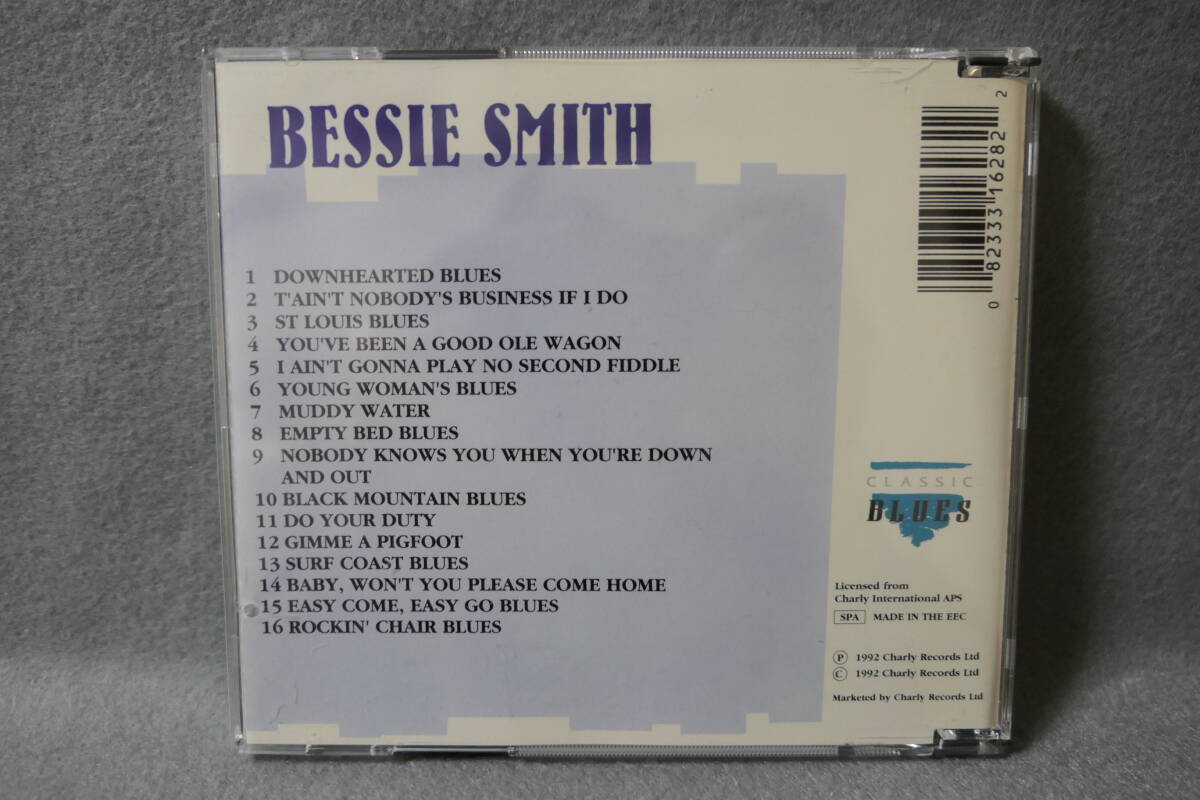 BESSIE SMITH
1 DOWNHEARTED BLUES
2 T'AIN'T NOBODY'S BUSINESS IF I DO
3 ST LOUIS BLUES
4 YOU'VE BEEN A GOOD OLE WAGON
5 I AIN'T GONNA PLAY NO SECOND FIDDLE
6 YOUNG WOMAN'S BLUES
7 MUDDY WATER
8 EMPTY BED BLUES
9 NOBODY KNOWS YOU WHEN YOU'RE DOWN
AND OUT
10 BLACK MOUNTAIN BLUES
11 DO YOUR DUTY
12 GIMME A PIGFOOT
13 SURF COAST BLUES
14 BABY, WON'T YOU PLEASE COME HOME
15 EASY COME, EASY GO BLUES
16 ROCKIN' CHAIR BLUES
0 82333 16282 2
CLASSIC
BLUES
Licensed from
Charly International APS
SPA MADE IN THE EEC
Ⓟ 1992 Charly Records Ltd
© 1992 Charly Records Ltd
Marketed by Charly Records Ltd